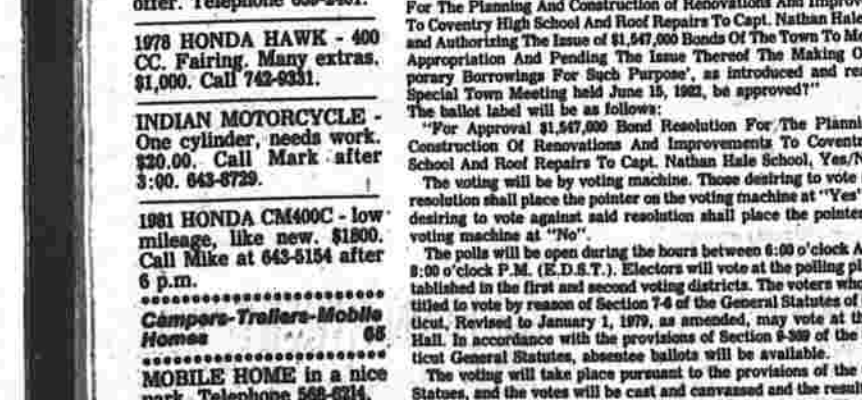 offer. Telephone
1978 HONDA HAWK - 400
CC. Fairing. Many extras.
$1,000. Call 742-9331.
INDIAN MOTORCYCLE -
One cylinder, needs work.
$20.00. Call Mark after
3:00. 643-6729.
1981 HONDA CM400C - low
mileage, like new. $1800.
Call Mike at 643-5154 after
6 p.m.
Campers-Trailers-Mobile
Homes 65
MOBILE HOME in a nice
park. Telephone 568-6214.
For The Planning And Construction of Renovations And
To Coventry High School And Roof Repairs To Capt. Nathan
and Authorizing The Issue of $1,547,000 Bonds Of The Town To
Appropriation And Pending The Issue Thereof The Making
porary Borrowings For Such Purpose', as introduced and
Special Town Meeting held June 15, 1982, be approved?"
The ballot label will be as follows:
"For Approval $1,547,000 Bond Resolution For The
Construction Of Renovations And Improvements To
School And Roof Repairs To Capt. Nathan Hale School,
The voting will be by voting machine. Those desiring to vote
resolution shall place the pointer on the voting machine at "Yes
desiring to vote against said resolution shall place the
voting machine at "No".
The polls will be open during the hours between 6:00 o'clock
8:00 o'clock P.M. (E.D.S.T.). Electors will vote at the polling
tablished in the first and second voting districts. The voters
titled to vote by reason of Section 7-6 of the General Statutes of
ticut, Revised to January 1, 1979, as amended, may vote at
Hall. In accordance with the provisions of Section 9-369 of the
ticut General Statutes, absentee ballots will be available.
The voting will take place pursuant to the provisions of the
Statues, and the votes will be cast and canvassed and the